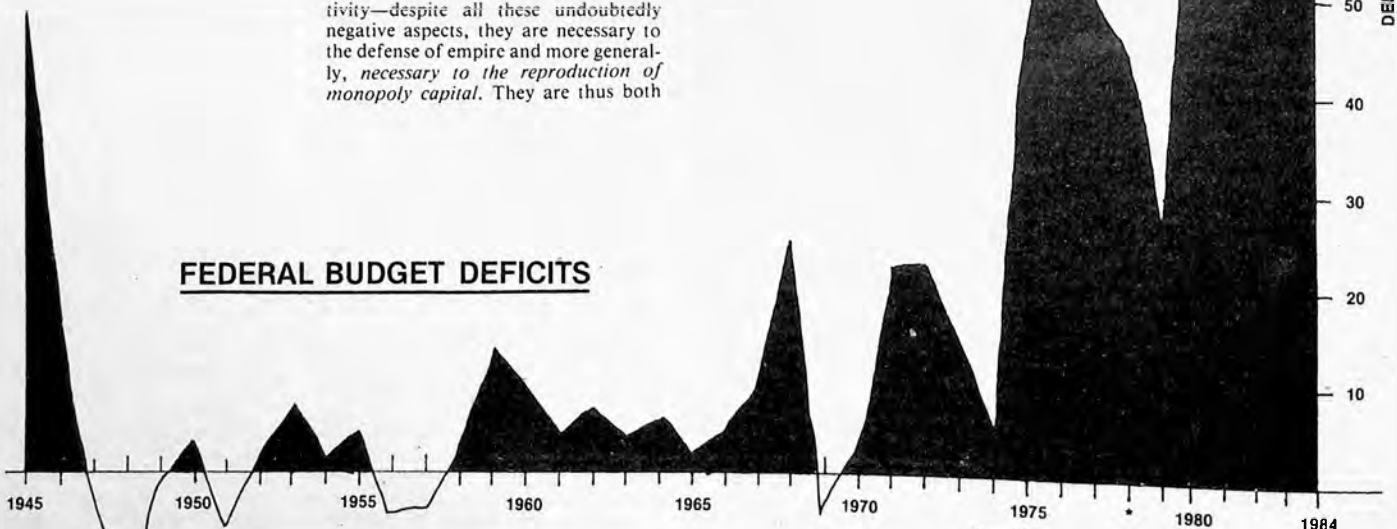 tivity—despite all these undoubtedly
negative aspects, they are necessary to
the defense of empire and more general-
ly, necessary to the reproduction of
monopoly capital. They are thus both
FEDERAL BUDGET DEFICITS
50
40
30
20
10
1945 1950 1955 1960 1965 1970 1975 * 1980 1984